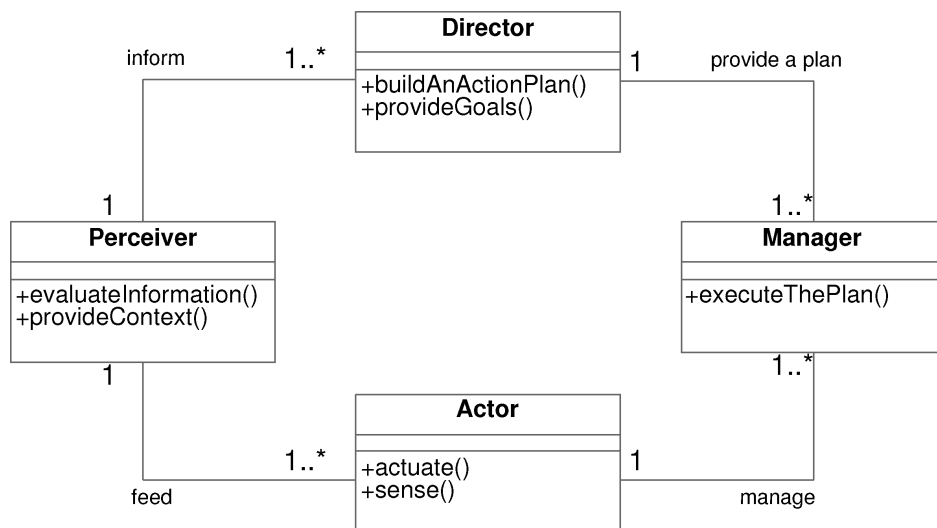 Director
inform
1..*
1
provide a plan
+buildAnActionPlan()
+provideGoals()
1
1..*
Perceiver
Manager
+evaluateInformation()
+provideContext()
+executeThePlan()
1
1..*
Actor
1..*
1
+actuate()
+sense()
feed
manage